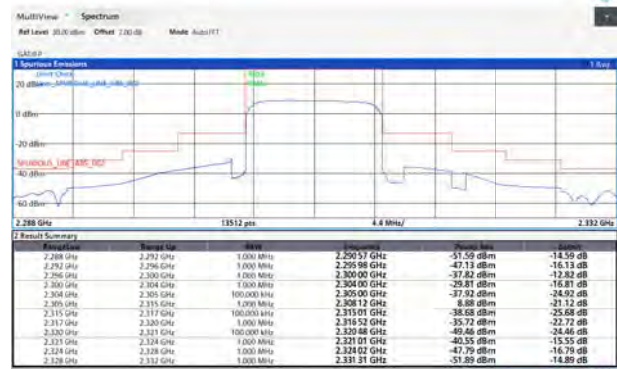 MultiView Spectrum
Ref Level 30.00 dBm Offset 2.00 dB Mode Auto FFT
1 Spurious Emissions 1 Avg
Limit Check
20 dBm
0 dBm
-20 dBm
-40 dBm
-60 dBm
2.288 GHz 13512 pts 4.4 MHz/ 2.332 GHz
2 Result Summary
Range Low Range Up RBW Frequency Power Abs
2.288 GHz 2.292 GHz 1.000 MHz 2.290 57 GHz -51.59 dBm -14.59 dB
2.292 GHz 2.296 GHz 1.000 MHz 2.295 98 GHz -47.13 dBm -16.13 dB
2.296 GHz 2.300 GHz 1.000 MHz 2.300 00 GHz -37.82 dBm -12.82 dB
2.300 GHz 2.304 GHz 1.000 MHz 2.304 00 GHz -29.81 dBm -16.81 dB
2.304 GHz 2.305 GHz 100.000 kHz 2.305 00 GHz -37.92 dBm -24.92 dB
2.305 GHz 2.315 GHz 1.000 MHz 2.308 12 GHz 8.88 dBm -21.12 dB
2.315 GHz 2.317 GHz 100.000 kHz 2.315 01 GHz -38.68 dBm -25.68 dB
2.317 GHz 2.320 GHz 1.000 MHz 2.316 52 GHz -35.72 dBm -22.72 dB
2.320 GHz 2.321 GHz 100.000 kHz 2.320 48 GHz -49.46 dBm -24.46 dB
2.321 GHz 2.324 GHz 1.000 MHz 2.321 01 GHz -40.55 dBm -15.55 dB
2.324 GHz 2.328 GHz 1.000 MHz 2.324 02 GHz -47.79 dBm -16.79 dB
2.328 GHz 2.332 GHz 1.000 MHz 2.331 31 GHz -51.89 dBm -14.89 dB